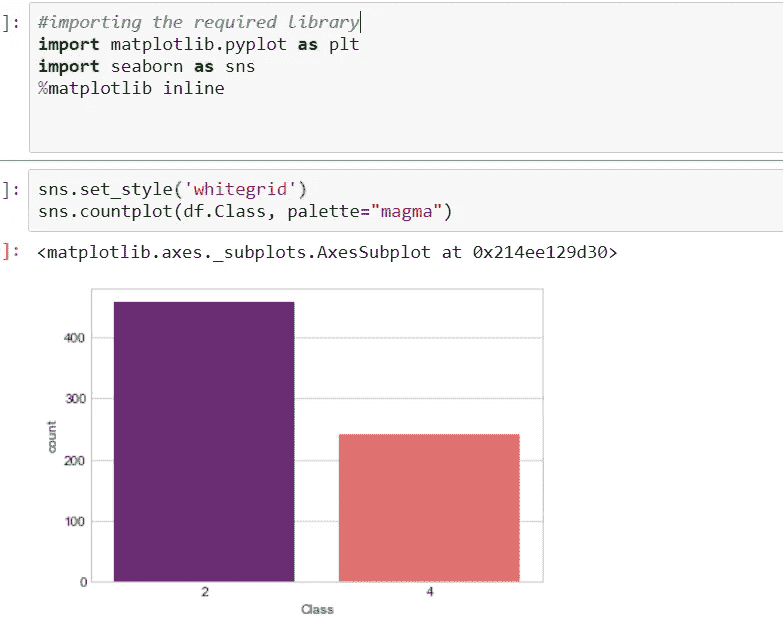 ]: #importing the required library
import matplotlib.pyplot as plt
import seaborn as sns
%matplotlib inline
]: sns.set_style('whitegrid')
sns.countplot(df.Class, palette="magma")
]: <matplotlib.axes._subplots.AxesSubplot at 0x214ee129d30>
400
300
count
200
100
0
2 4
Class